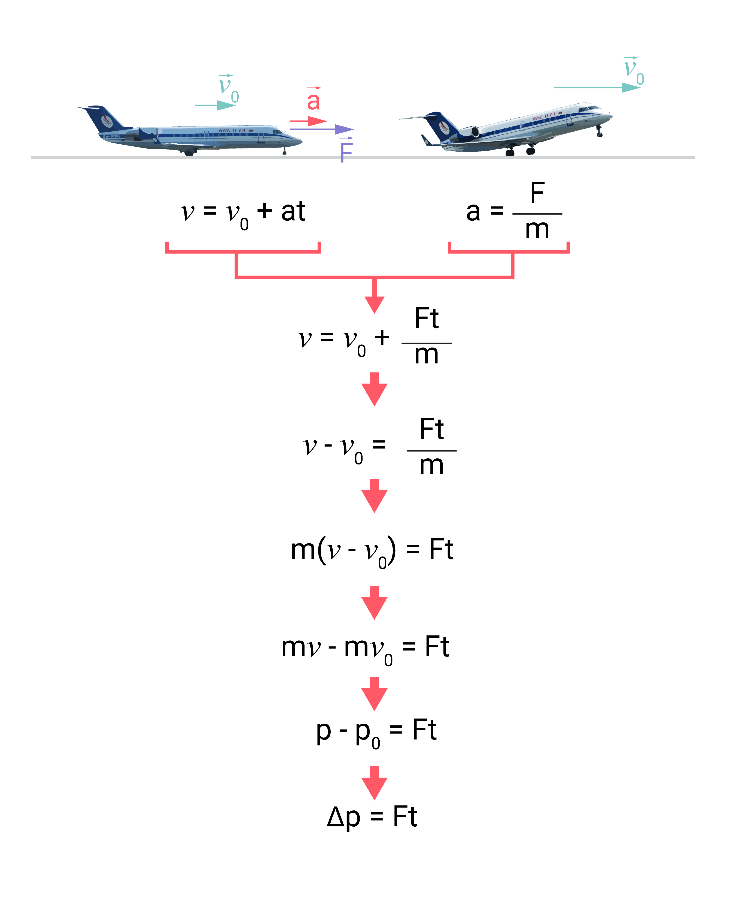 v⃗₀
a⃗
F⃗
v⃗₀
v = v₀ + at
a = F/m
v = v₀ + Ft/m
v - v₀ = Ft/m
m(v - v₀) = Ft
mv - mv₀ = Ft
p - p₀ = Ft
Δp = Ft